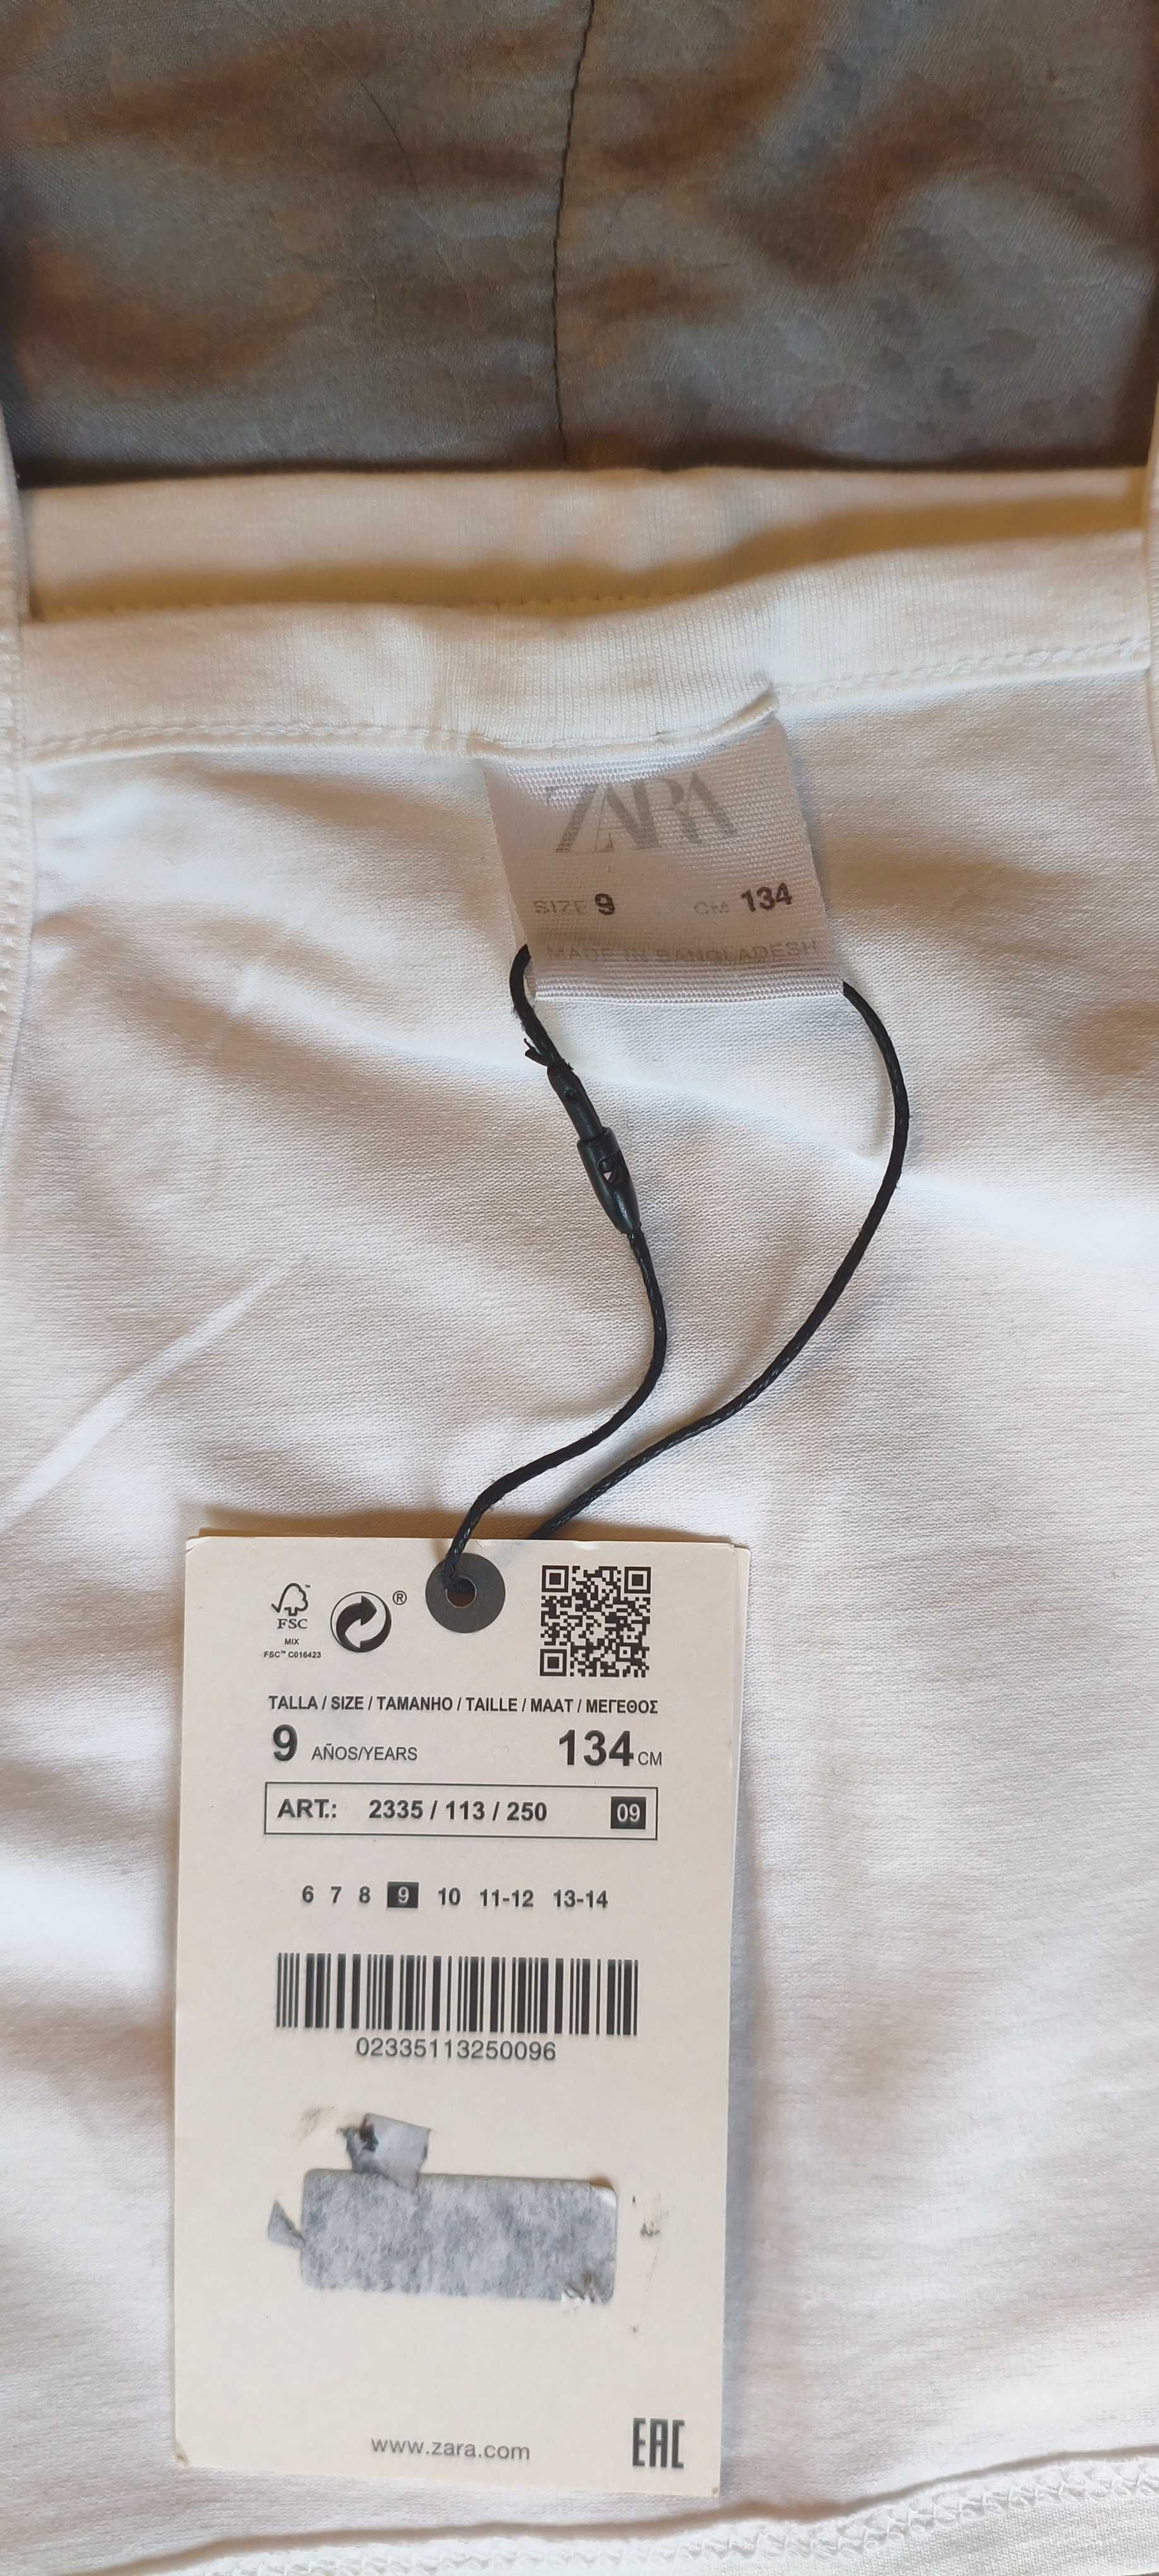 ZARA
SIZE 9 CM 134
MADE IN BANGLADESH
FSC™
®
MIX
FSC™ C016423
TALLA / SIZE / TAMANHO / TAILLE / MAAT / ΜΕΓΕΘΟΣ
9 AÑOS/YEARS 134 CM
ART.: 2335 / 113 / 250 09
6 7 8 9 10 11-12 13-14
02335113250096
www.zara.com
EAC